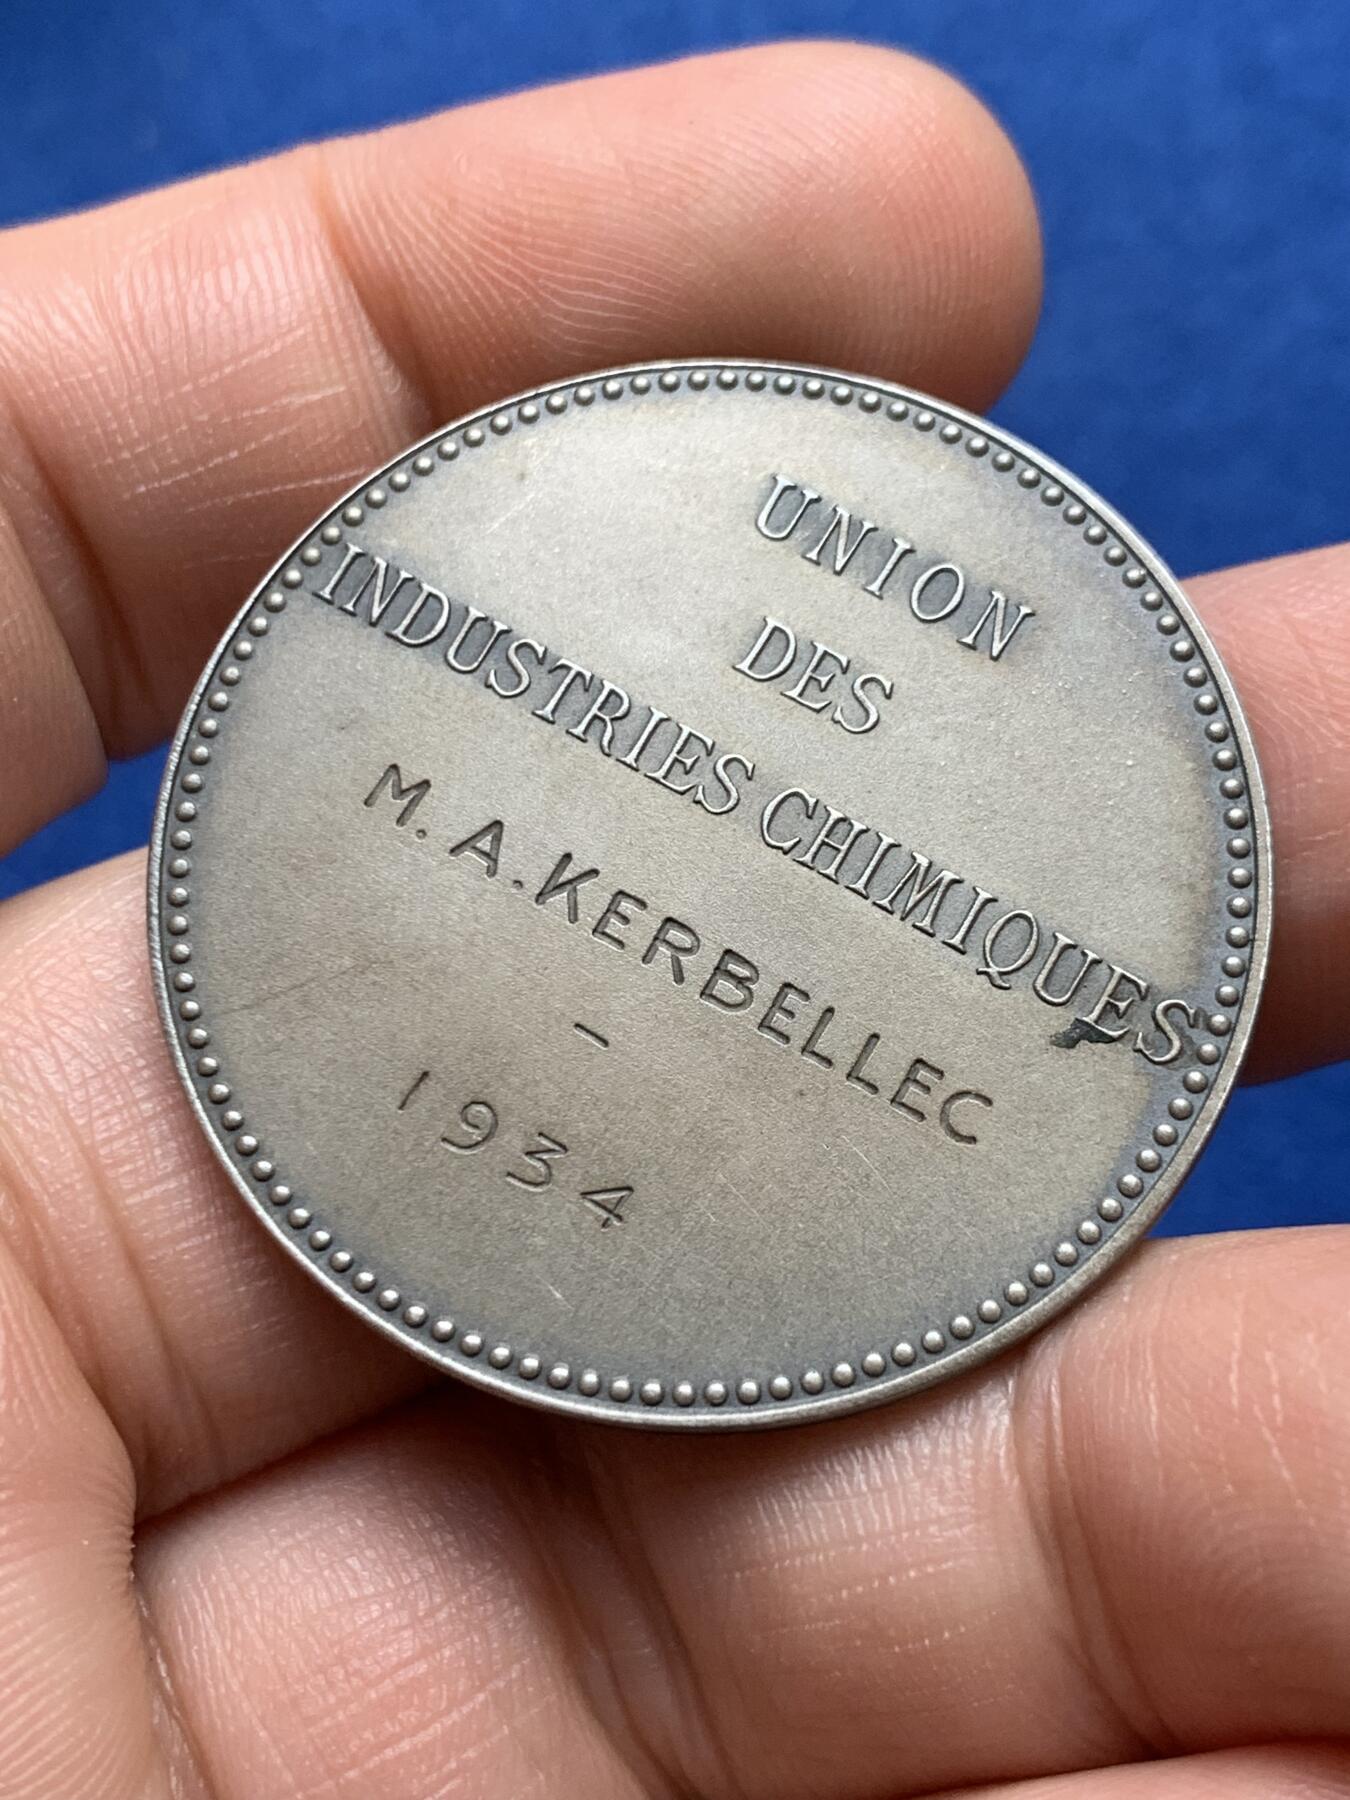 UNION
DES
INDUSTRIES CHIMIQUES
M. A. KERBELLEC
–
1934